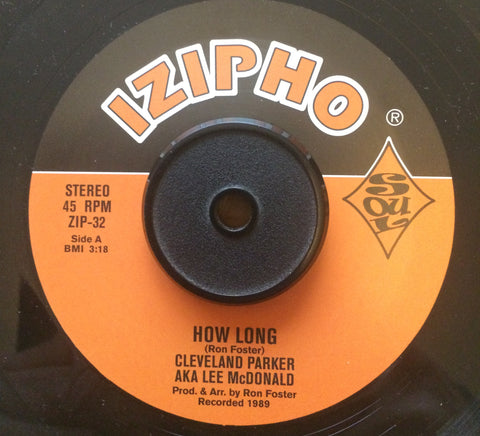 IZIPHO
®
STEREO
45 RPM
ZIP-32
Side A
BMI 3:18
SOUL
HOW LONG
(Ron Foster)
CLEVELAND PARKER
AKA LEE McDONALD
Prod. & Arr. by Ron Foster
Recorded 1989